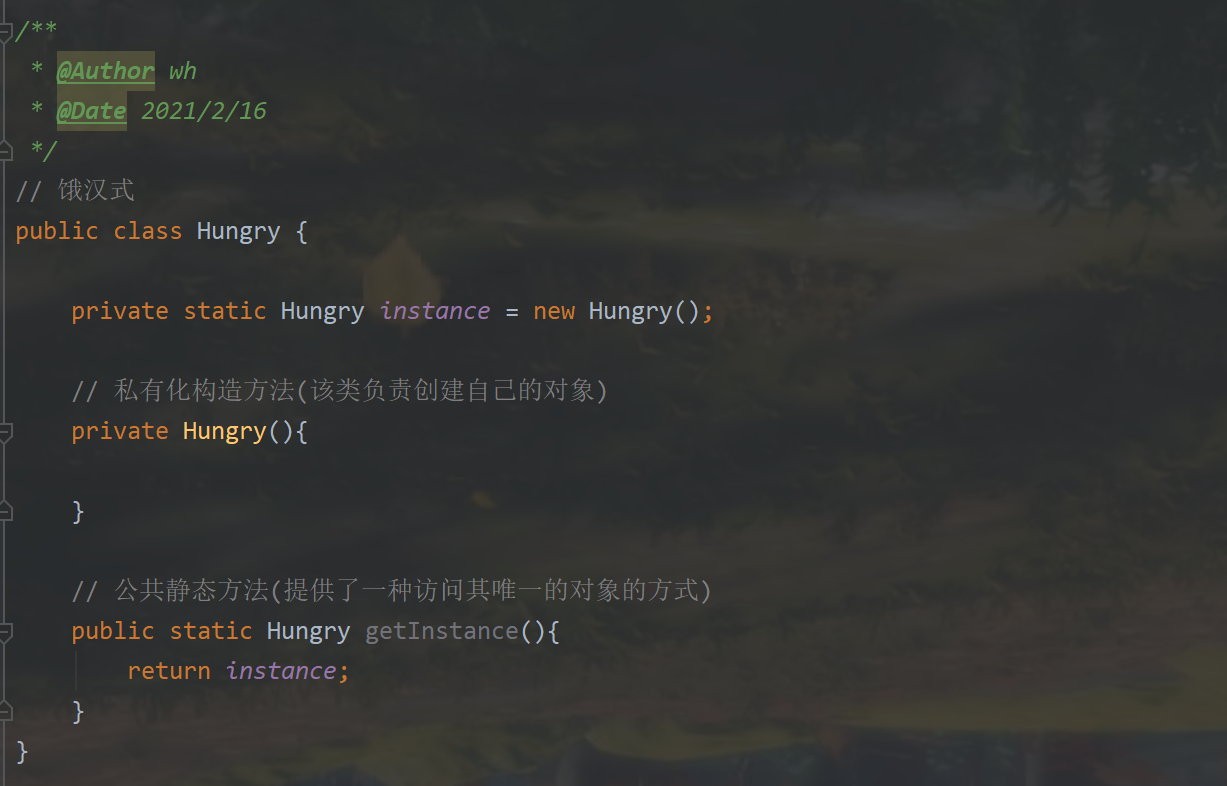 /**
 * @Author wh
 * @Date 2021/2/16
 */
// 饿汉式
public class Hungry {
    private static Hungry instance = new Hungry();
    // 私有化构造方法(该类负责创建自己的对象)
    private Hungry(){
    }
    // 公共静态方法(提供了一种访问其唯一的对象的方式)
    public static Hungry getInstance(){
        return instance;
    }
}